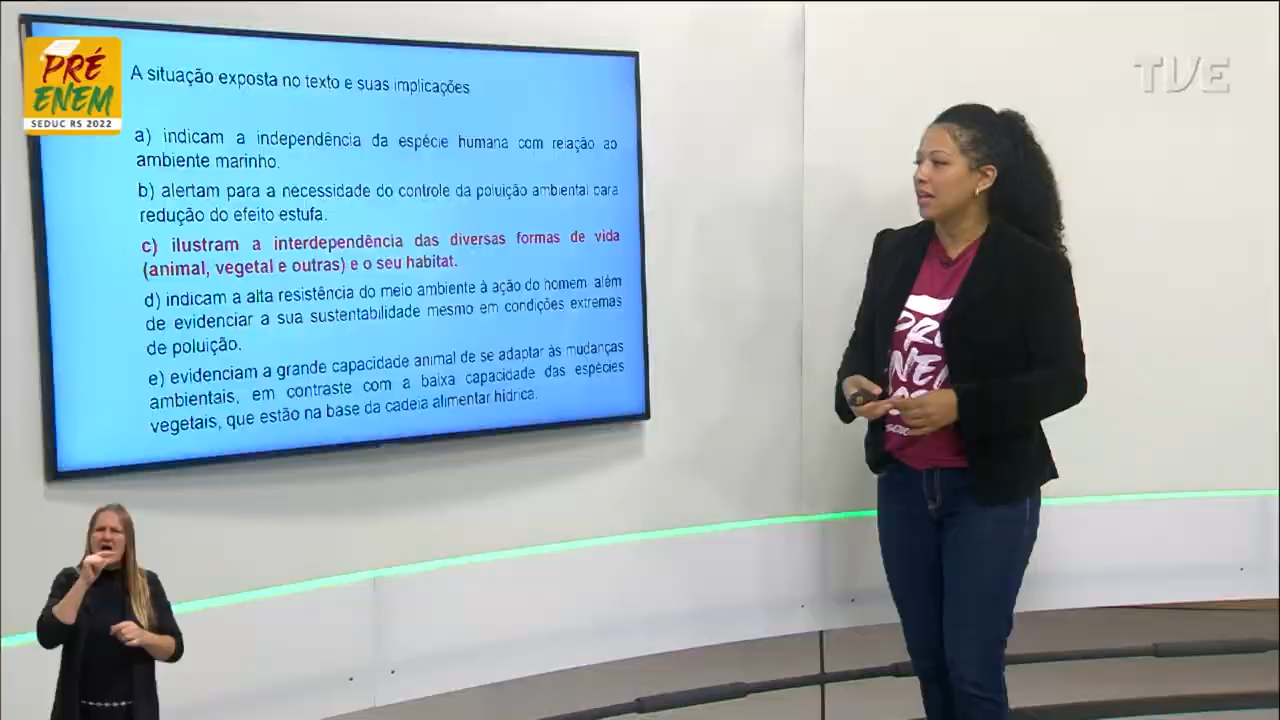 PRÉ
ENEM
SEDUC RS 2022
TVE
A situação exposta no texto e suas implicações
a) indicam a independência da espécie humana com relação ao
ambiente marinho.
b) alertam para a necessidade do controle da poluição ambiental para
redução do efeito estufa.
c) ilustram a interdependência das diversas formas de vida
(animal, vegetal e outras) e o seu habitat.
d) indicam a alta resistência do meio ambiente à ação do homem além
de evidenciar a sua sustentabilidade mesmo em condições extremas
de poluição.
e) evidenciam a grande capacidade animal de se adaptar às mudanças
ambientais, em contraste com a baixa capacidade das espécies
vegetais, que estão na base da cadeia alimentar hídrica.